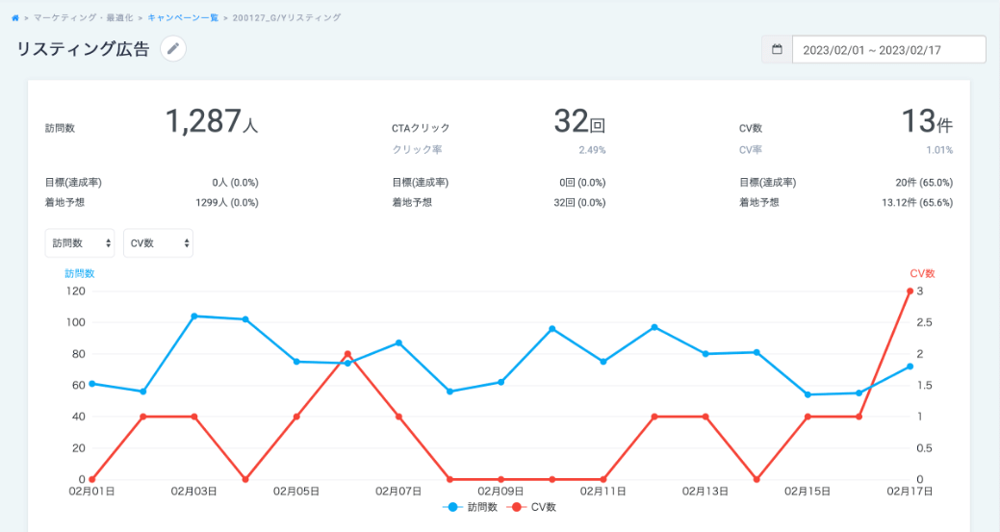 > マーケティング・最適化 > キャンペーン一覧 > 200127_G/Yリスティング
リスティング広告
2023/02/01 ~ 2023/02/17
訪問数 1,287人 CTAクリック 32回 CV数 13件
クリック率 2.49% CV率 1.01%
目標(達成率) 0人 (0.0%) 目標(達成率) 0回 (0.0%) 目標(達成率) 20件 (65.0%)
着地予想 1299人 (0.0%) 着地予想 32回 (0.0%) 着地予想 13.12件 (65.6%)
訪問数 CV数
訪問数 CV数
120 3
100 2.5
80 2
60 1.5
40 1
20 0.5
0 0
02月01日 02月03日 02月05日 02月07日 02月09日 02月11日 02月13日 02月15日 02月17日
訪問数 CV数